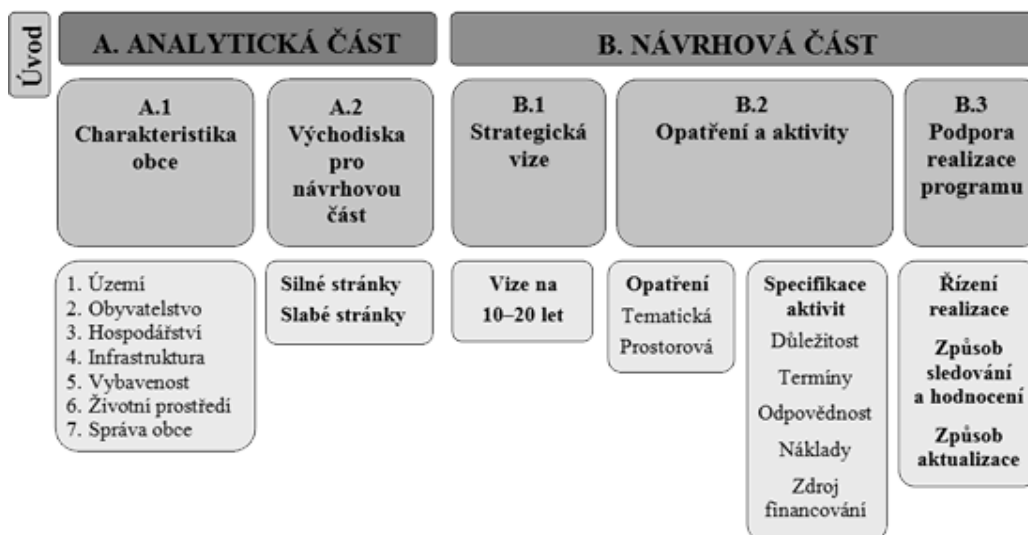 Úvod
A. ANALYTICKÁ ČÁST
B. NÁVRHOVÁ ČÁST
A.1
Charakteristika
obce
A.2
Východiska
pro
návrhovou
část
B.1
Strategická
vize
B.2
Opatření a aktivity
B.3
Podpora
realizace
programu
1. Území
2. Obyvatelstvo
3. Hospodářství
4. Infrastruktura
5. Vybavenost
6. Životní prostředí
7. Správa obce
Silné stránky
Slabé stránky
Vize na
10–20 let
Opatření
Tematická
Prostorová
Specifikace
aktivit
Důležitost
Termíny
Odpovědnost
Náklady
Zdroj
financování
Řízení
realizace
Způsob
sledování
a hodnocení
Způsob
aktualizace